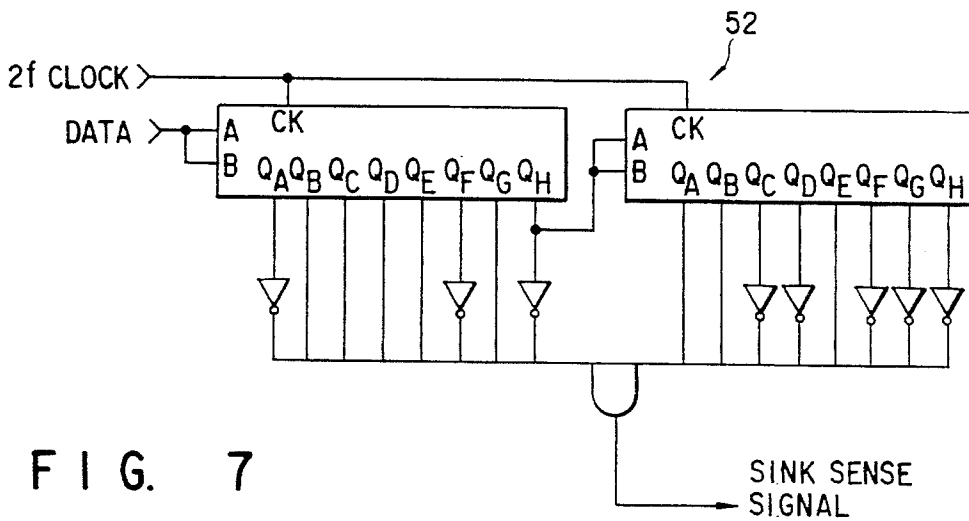 52
2f CLOCK
DATA
A CK
B QA QB QC QD QE QF QG QH
A CK
B QA QB QC QD QE QF QG QH
FIG. 7
SINK SENSE
SIGNAL